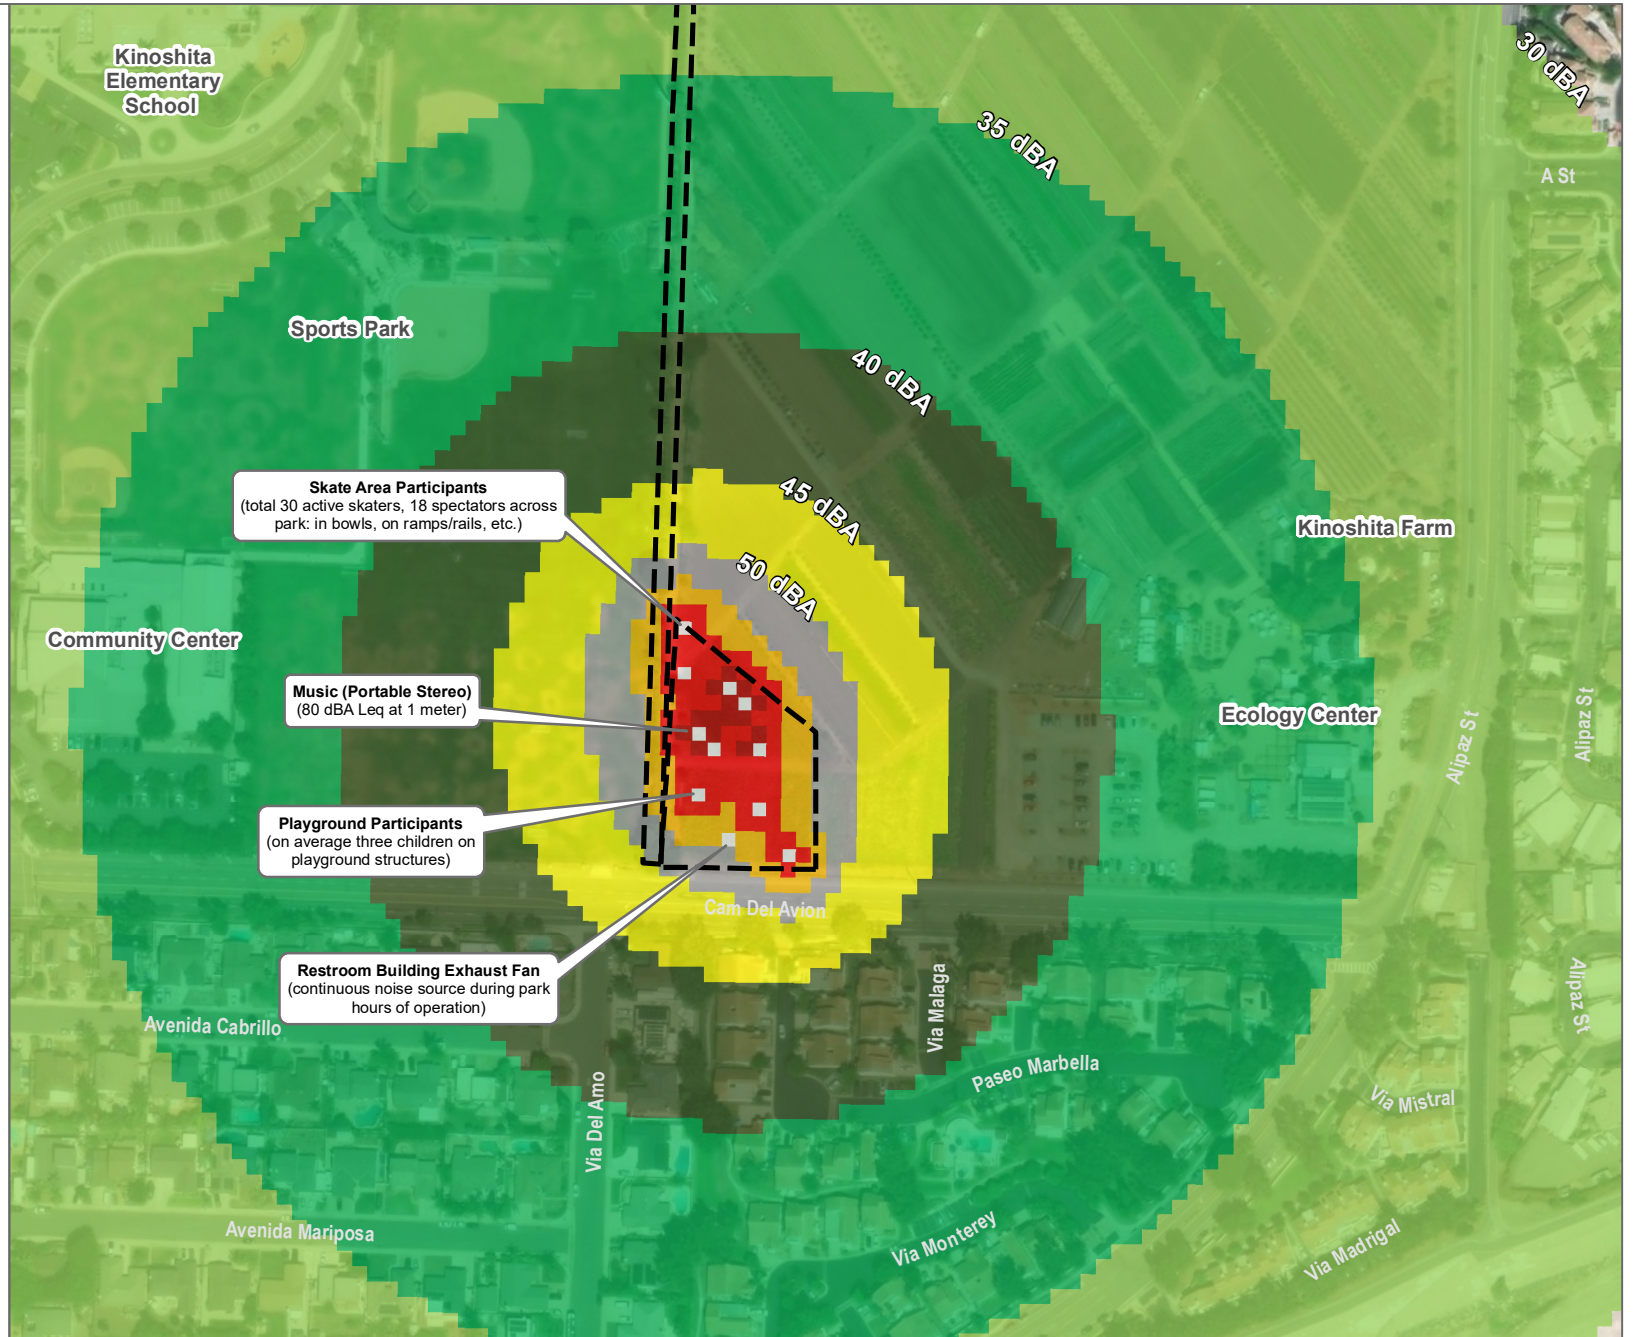 Kinoshita
Elementary
School
30 dBA
35 dBA
A St
Sports Park
40 dBA
Skate Area Participants
(total 30 active skaters, 18 spectators across
park: in bowls, on ramps/rails, etc.)
45 dBA
Kinoshita Farm
50 dBA
Community Center
Music (Portable Stereo)
(80 dBA Leq at 1 meter)
Ecology Center
Alipaz St
Alipaz St
Playground Participants
(on average three children on
playground structures)
Cam Del Avion
Restroom Building Exhaust Fan
(continuous noise source during park
hours of operation)
Via Malaga
Alipaz St
Avenida Cabrillo
Paseo Marbella
Via Mistral
Via Del Amo
Avenida Mariposa
Via Monterey
Via Madrigal